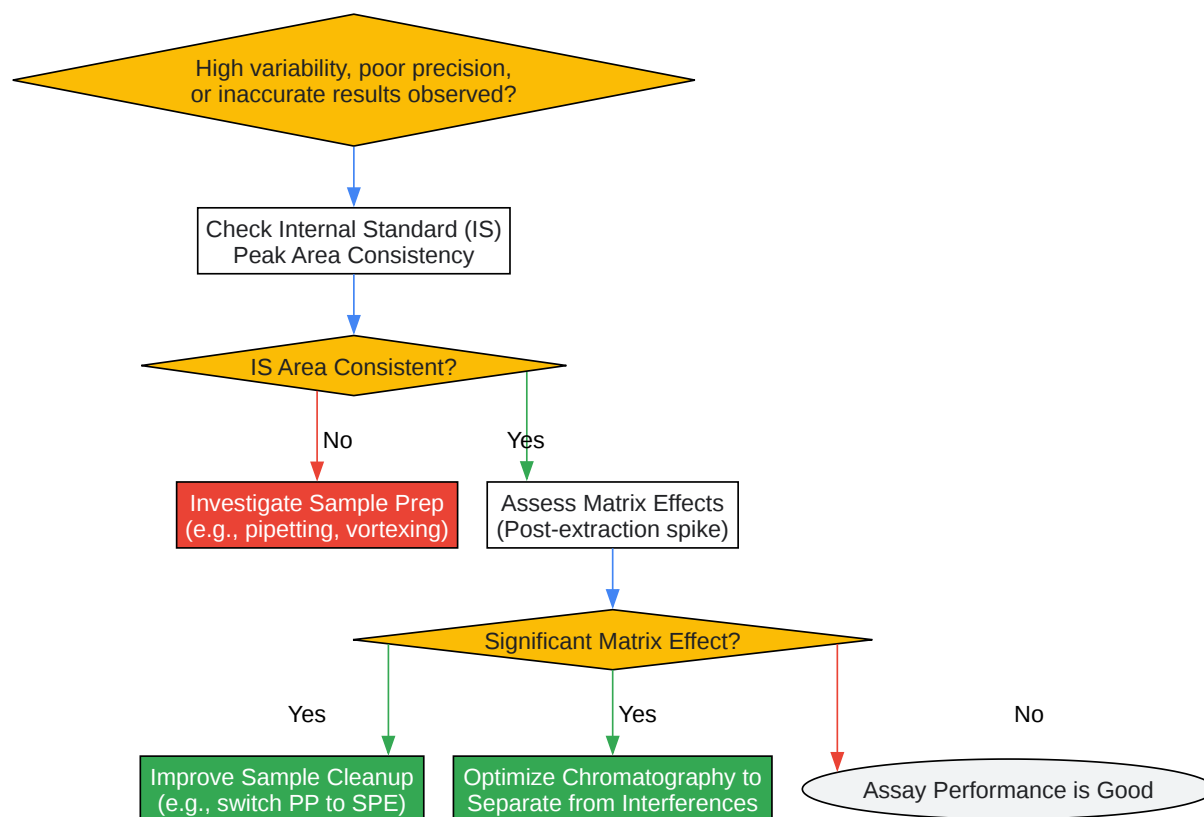 High variability, poor precision,
or inaccurate results observed?
Check Internal Standard (IS)
Peak Area Consistency
IS Area Consistent?
No
Yes
Investigate Sample Prep
(e.g., pipetting, vortexing)
Assess Matrix Effects
(Post-extraction spike)
Significant Matrix Effect?
Yes
Yes
No
Improve Sample Cleanup
(e.g., switch PP to SPE)
Optimize Chromatography to
Separate from Interferences
Assay Performance is Good